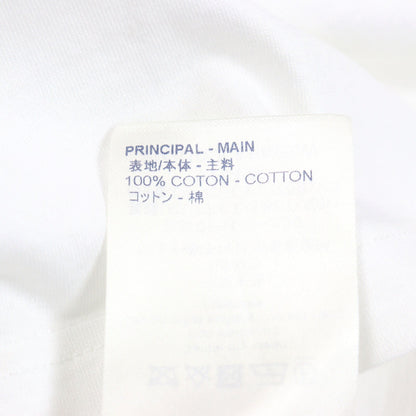 PRINCIPAL - MAIN
表地/本体 - 主料
100% COTON - COTTON
コットン - 棉